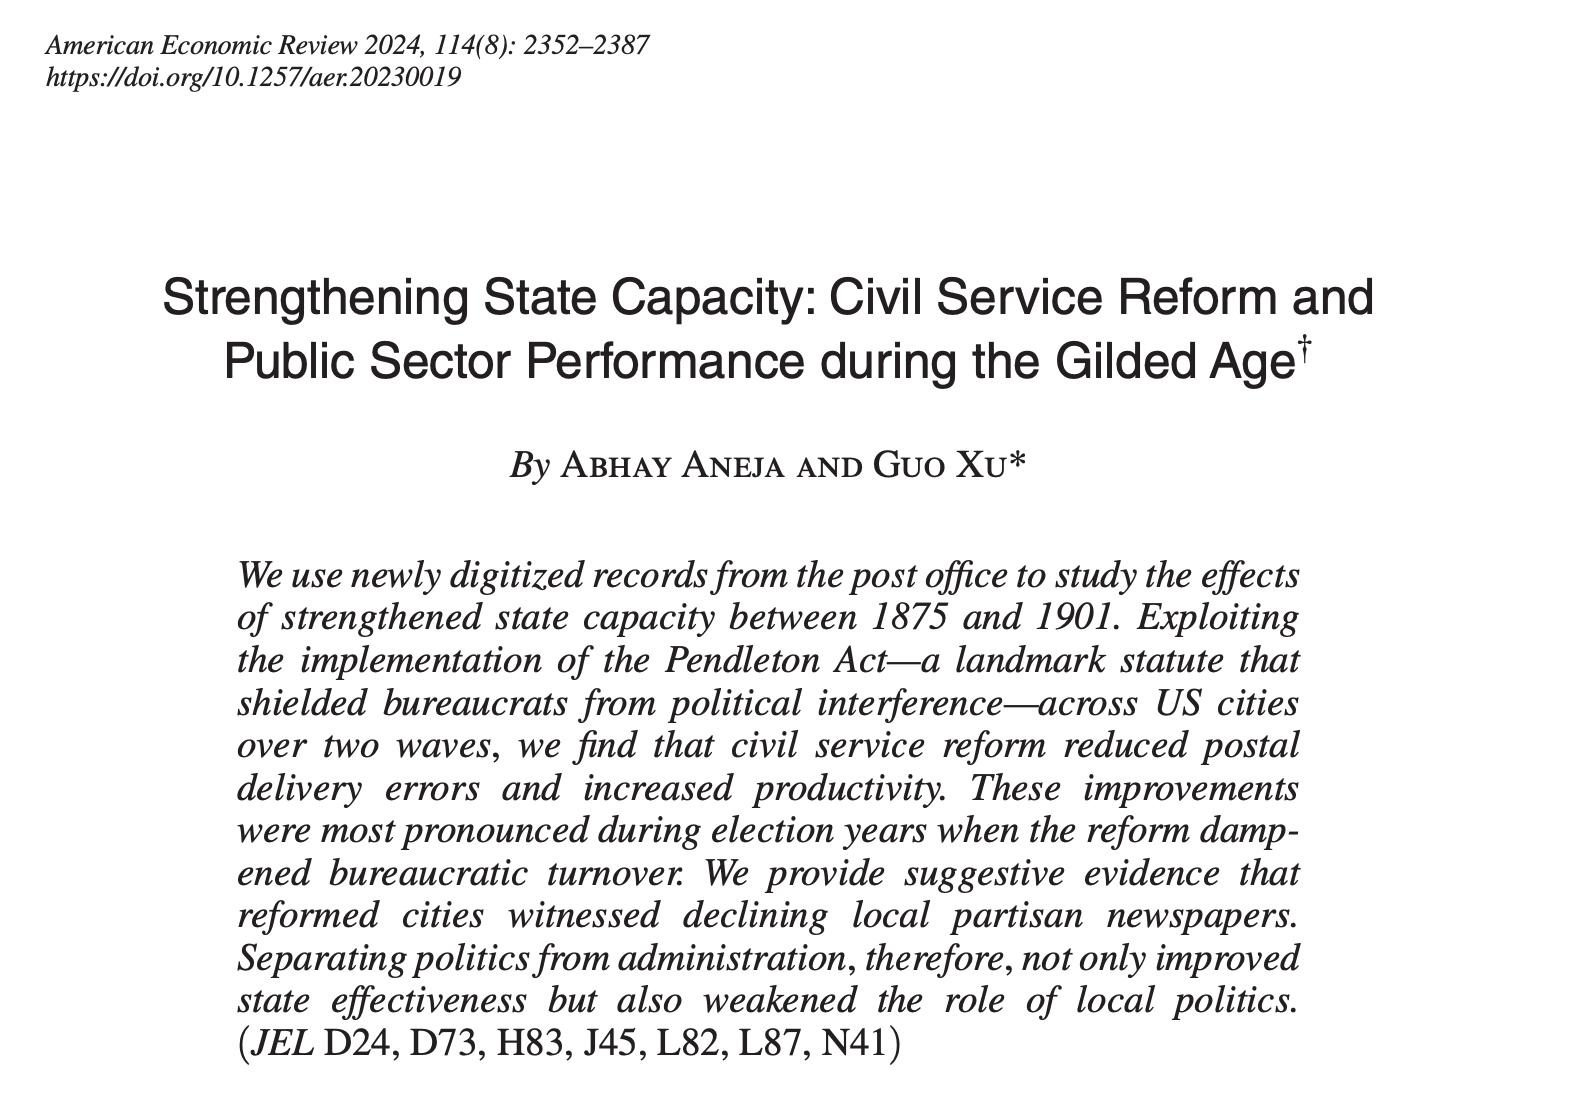 American Economic Review 2024, 114(8): 2352–2387
https://doi.org/10.1257/aer.20230019
Strengthening State Capacity: Civil Service Reform and
Public Sector Performance during the Gilded Age†
By Abhay Aneja and Guo Xu*
We use newly digitized records from the post office to study the effects
of strengthened state capacity between 1875 and 1901. Exploiting
the implementation of the Pendleton Act—a landmark statute that
shielded bureaucrats from political interference—across US cities
over two waves, we find that civil service reform reduced postal
delivery errors and increased productivity. These improvements
were most pronounced during election years when the reform damp-
ened bureaucratic turnover. We provide suggestive evidence that
reformed cities witnessed declining local partisan newspapers.
Separating politics from administration, therefore, not only improved
state effectiveness but also weakened the role of local politics.
(JEL D24, D73, H83, J45, L82, L87, N41)